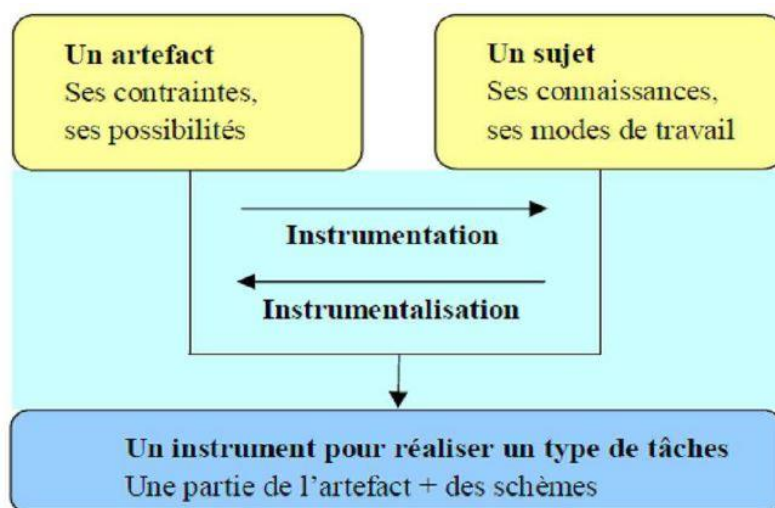 Un artefact
Ses contraintes,
ses possibilités
Un sujet
Ses connaissances,
ses modes de travail
Instrumentation
Instrumentalisation
Un instrument pour réaliser un type de tâches
Une partie de l'artefact + des schèmes